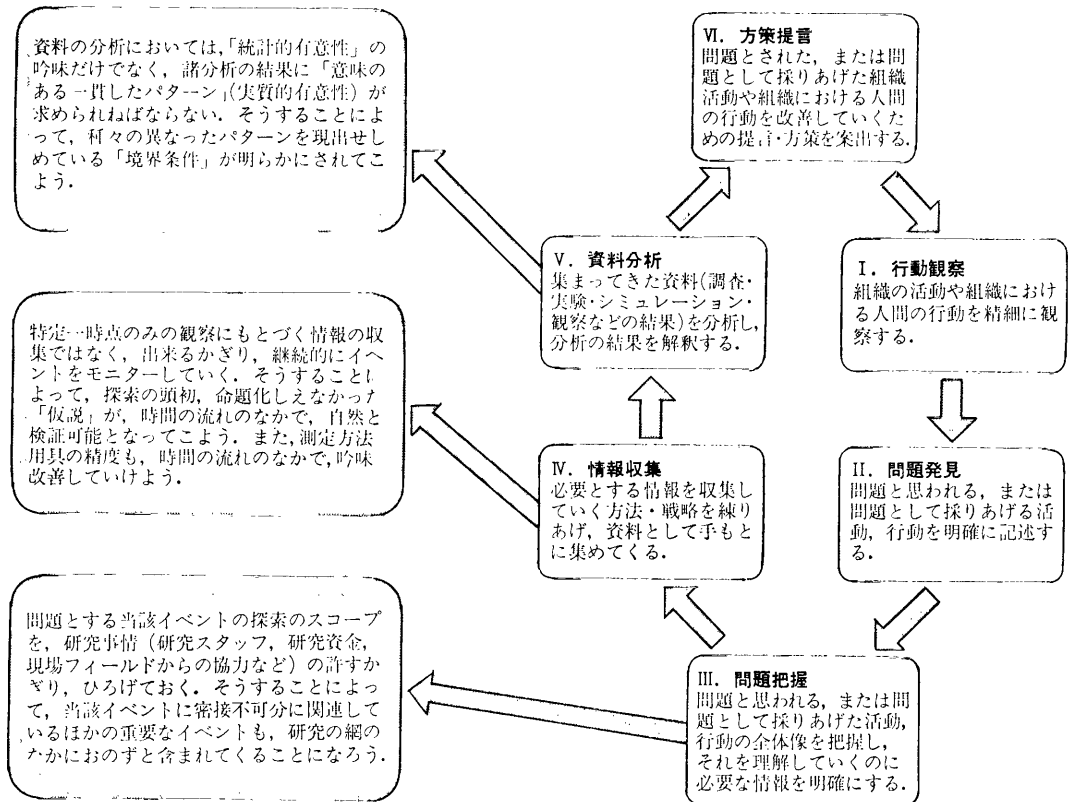 資料の分析においては,「統計的有意性」の
吟味だけでなく, 諸分析の結果に「意味の
ある一貫したパターン」(実質的有意性) が
求められねばならない. そうすることによ
って, 種々の異なったパターンを現出せし
めている「境界条件」が明らかにされてこ
よう.
特定一時点のみの観察にもとづく情報の収
集ではなく, 出来るかぎり, 継続的にイベ
ントをモニターしていく. そうすることに
よって, 探索の頭初, 命題化しえなかった
「仮説」が, 時間の流れのなかで, 自然と
検証可能となってこよう. また, 測定方法
用具の精度も, 時間の流れのなかで, 吟味
改善していけよう.
問題とする当該イベントの探索のスコープ
を, 研究事情 (研究スタッフ, 研究資金,
現場フィールドからの協力など) の許すか
ぎり, ひろげておく. そうすることによっ
て, 当該イベントに密接不可分に関連して
いるほかの重要なイベントも, 研究の網の
なかにおのずと含まれてくることになろう.
Ⅵ. 方策提言
問題とされた, または問
題として採りあげた組織
活動や組織における人間
の行動を改善していくた
めの提言・方策を案出する.
Ⅰ. 行動観察
組織の活動や組織におけ
る人間の行動を精細に観
察する.
Ⅱ. 問題発見
問題と思われる, または
問題として採りあげる活
動, 行動を明確に記述す
る.
Ⅲ. 問題把握
問題と思われる, または問
題として採りあげた活動,
行動の全体像を把握し,
それを理解していくのに
必要な情報を明確にする.
Ⅳ. 情報収集
必要とする情報を収集し
ていく方法・戦略を練り
あげ, 資料として手もと
に集めてくる.
Ⅴ. 資料分析
集まってきた資料(調査・
実験・シミュレーション・
観察などの結果)を分析し,
分析の結果を解釈する.